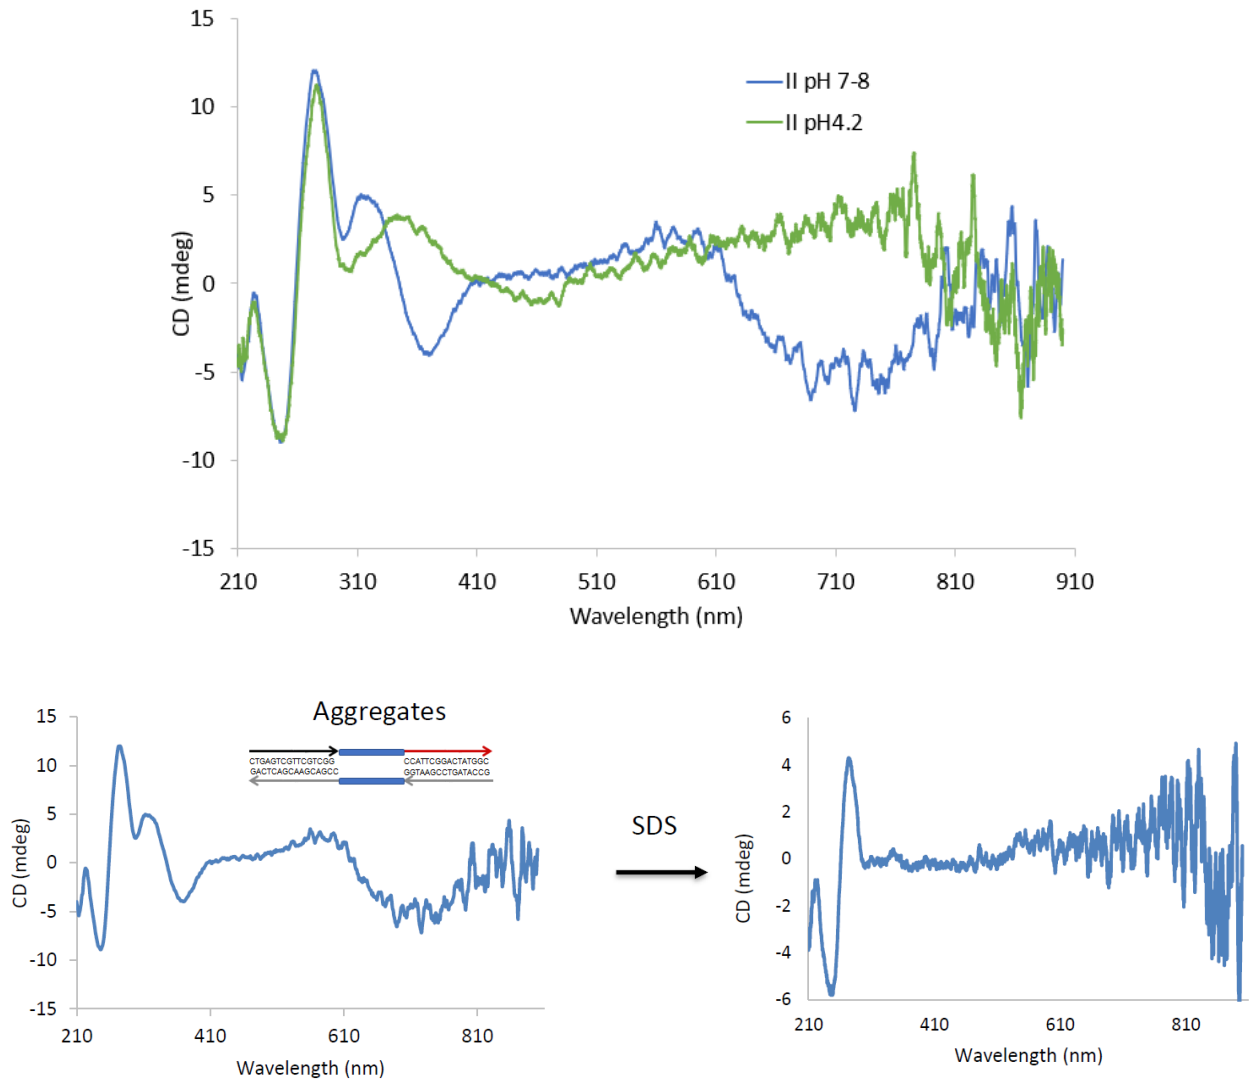 15
10
5
0
-5
-10
-15
CD (mdeg)
II pH 7-8
II pH4.2
210 310 410 510 610 710 810 910
Wavelength (nm)
15
10
5
0
-5
-10
-15
CD (mdeg)
Aggregates
CTGAGTCGTTCGTCGG CCATTCGGACTATGGC
GACTCAGCAAGCAGCC GGTAAGCCTGATACCG
210 410 610 810
Wavelength (nm)
SDS
6
4
2
0
-2
-4
-6
CD (mdeg)
210 410 610 810
Wavelength (nm)